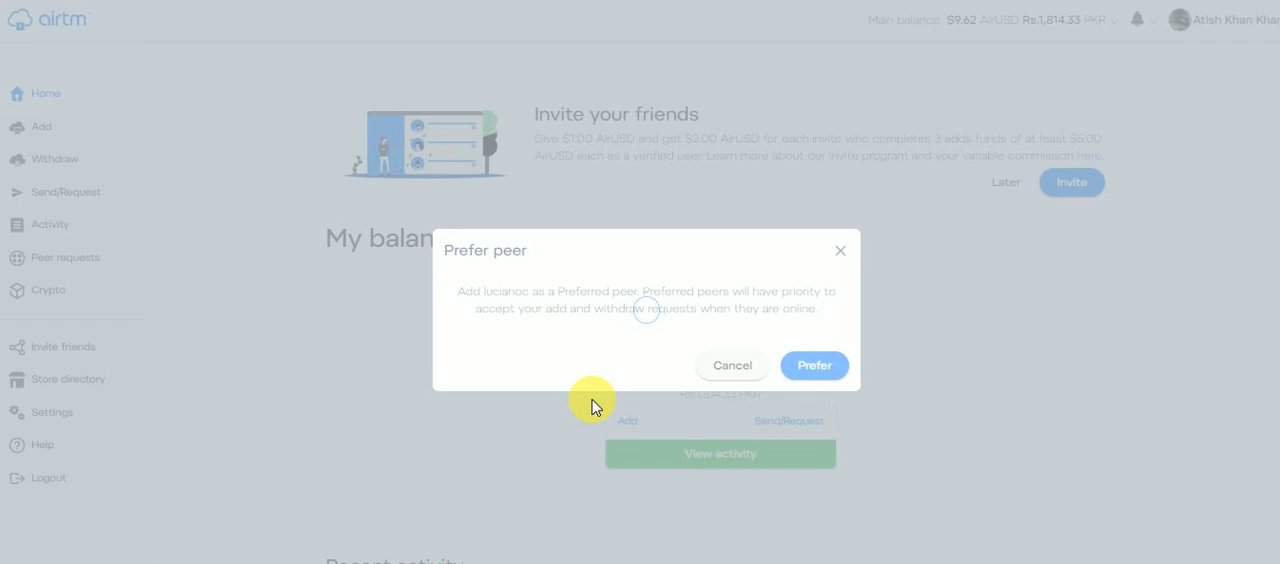 airtm
Main balance $9.62 AirUSD Rs.1,814.33 PKR
Atish Khan Khan
Home
Add
Withdraw
Send/Request
Activity
Peer requests
Crypto
Invite friends
Store directory
Settings
Help
Logout
Invite your friends
Give $1.00 AirUSD and get $2.00 AirUSD for each invite who completes 3 adds funds of at least $5.00
AirUSD each as a verified user. Learn more about our invite program and your variable commission here.
Later Invite
My balan
Prefer peer
Add lucianoc as a Preferred peer. Preferred peers will have priority to
accept your add and withdraw requests when they are online.
Cancel Prefer
Rs.1,814.33 PKR
Add Send/Request
View activity
Recent activity